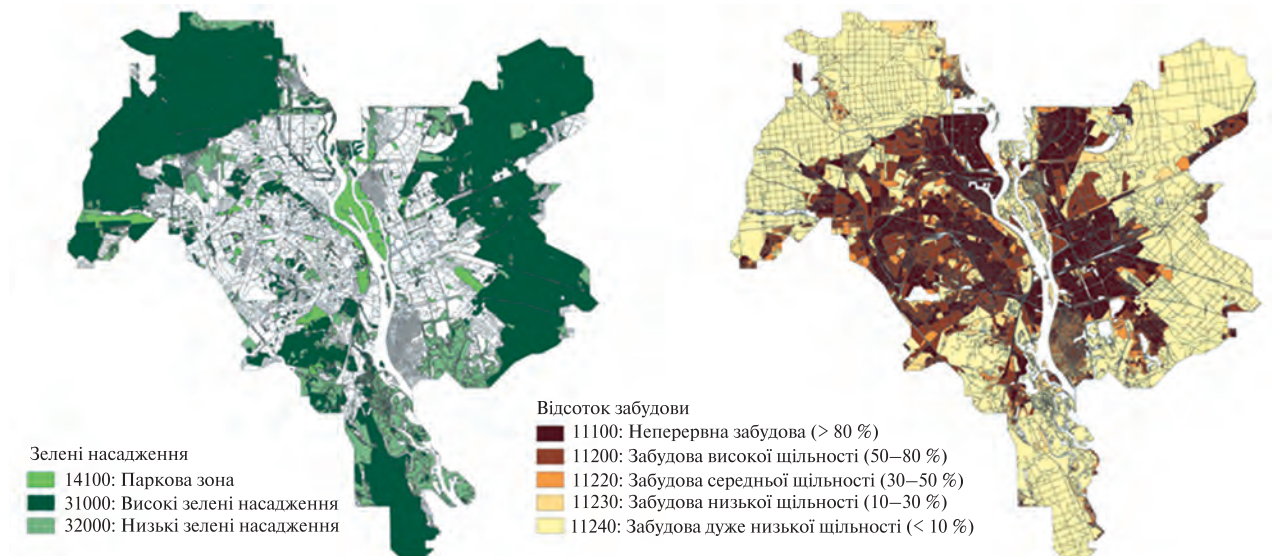 Зелені насадження
14100: Паркова зона
31000: Високі зелені насадження
32000: Низькі зелені насадження
Відсоток забудови
11100: Неперервна забудова (> 80 %)
11200: Забудова високої щільності (50–80 %)
11220: Забудова середньої щільності (30–50 %)
11230: Забудова низької щільності (10–30 %)
11240: Забудова дуже низької щільності (< 10 %)